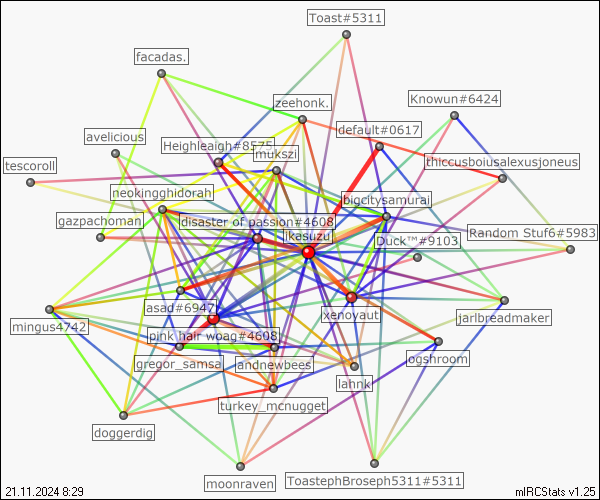 Toast#5311
facadas.
Knowun#6424
zeehonk.
default#0617
avelicious
Heighleaigh#8575
mukszi
thiccusboiusalexusjoneus
tescoroll
neokingghidorah
bigcitysamurai
gazpachoman
disaster of passion#4608
Random Stuf6#5983
likasuzu
Duck™#9103
asad#6947
mingus4742
xenoyaut
jarlbreadmaker
pink hair woag#4608
gregor_samsa
andnewbees
ogshroom
lahnk
turkey_mcnugget
doggerdig
moonraven
ToastephBroseph5311#5311
21.11.2024 8:29
mIRCStats v1.25